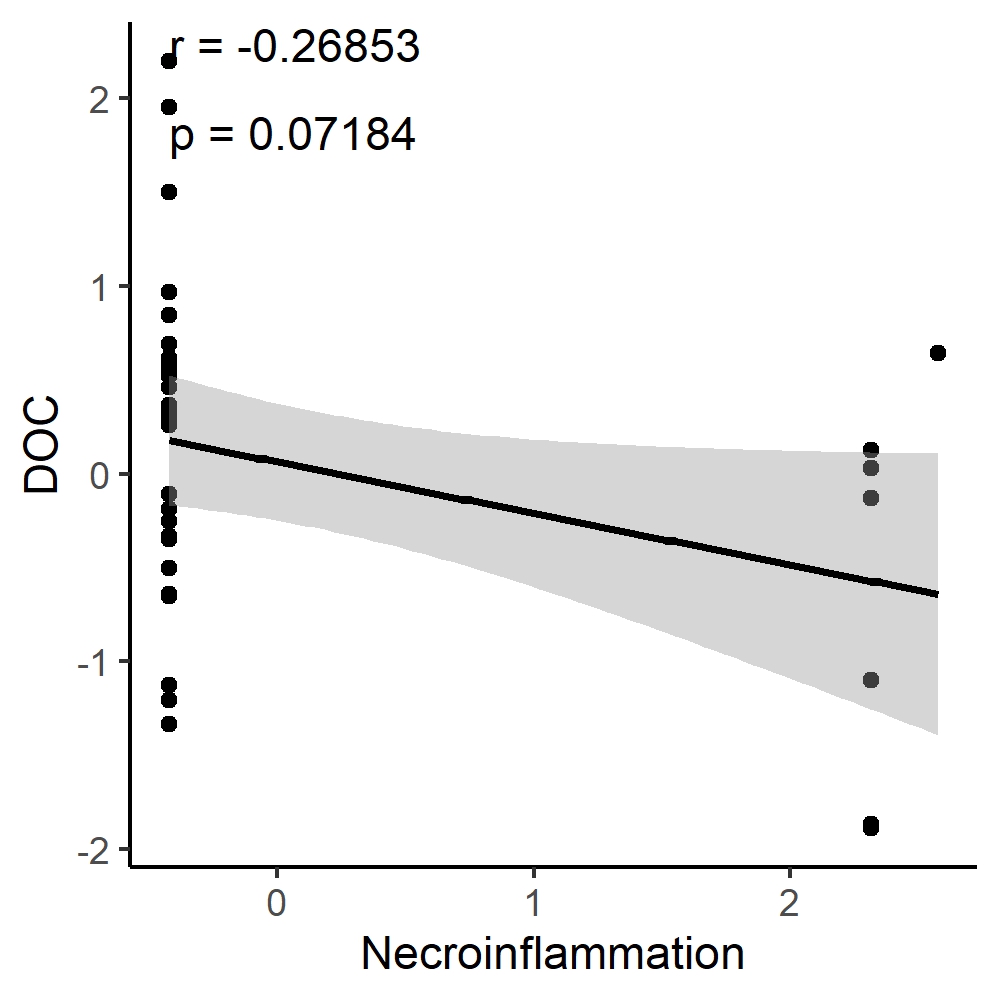 r = -0.26853
p = 0.07184
2
1
0
-1
-2
DOC
0
1
2
Necroinflammation